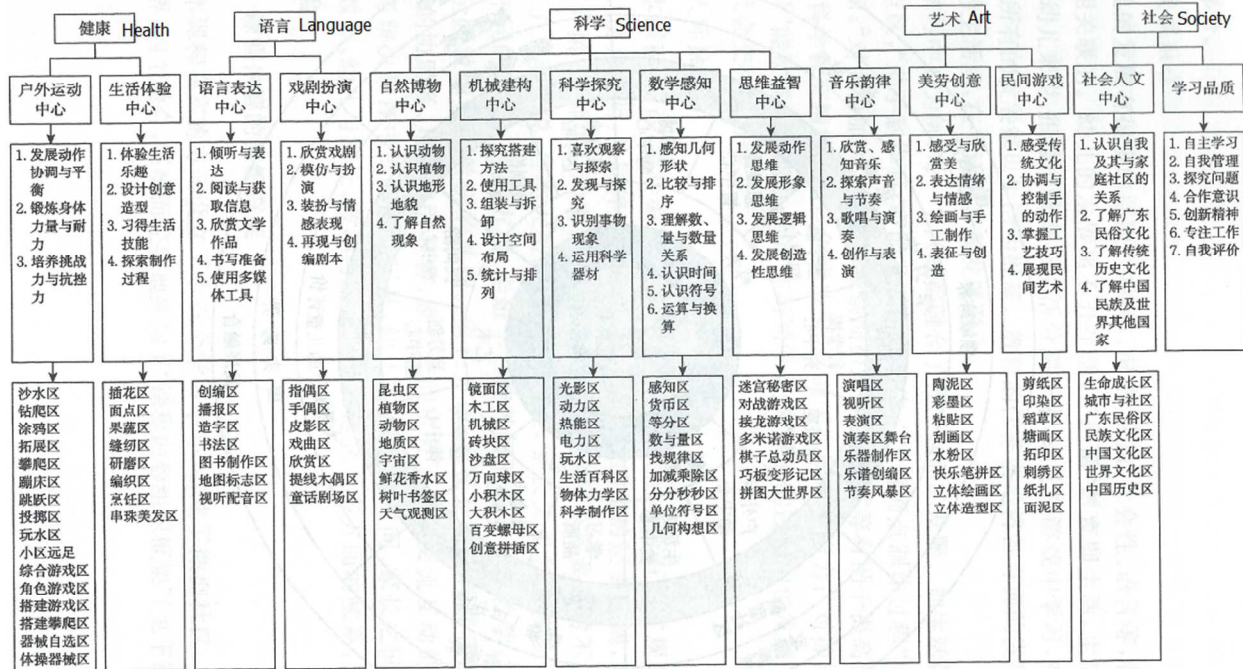 健康 Health
语言 Language
科学 Science
艺术 Art
社会 Society
户外运动
中心
生活体验
中心
语言表达
中心
戏剧扮演
中心
自然博物
中心
机械建构
中心
科学探究
中心
数学感知
中心
思维益智
中心
音乐韵律
中心
美劳创意
中心
民间游戏
中心
社会人文
中心
学习品质
1. 发展动作
协调与平
衡
2. 锻炼身体
力量与耐
力
3. 培养挑战
力与抗挫
力
1. 体验生活
乐趣
2. 设计创意
造型
3. 习得生活
技能
4. 探索制作
过程
1. 倾听与表
达
2. 阅读与获
取信息
3. 欣赏文学
作品
4. 书写准备
5. 使用多媒
体工具
1. 欣赏戏剧
2. 模仿与扮
演
3. 装扮与情
感表现
4. 再现与创
编剧本
1. 认识动物
2. 认识植物
3. 认识地形
地貌
4. 了解自然
现象
1. 探究搭建
方法
2. 使用工具
3. 组装与拆
卸
4. 设计空间
布局
5. 统计与排
列
1. 喜欢观察
与探索
2. 发现与探
究
3. 识别事物
现象
4. 运用科学
器材
1. 感知几何
形状
2. 比较与排
序
3. 理解数、
量与数量
关系
4. 认识时间
5. 认识符号
6. 运算与换
算
1. 发展动作
思维
2. 发展形象
思维
3. 发展逻辑
思维
4. 发展创造
性思维
1. 欣赏、感
知音乐
2. 探索声音
与节奏
3. 歌唱与演
奏
4. 创作与表
演
1. 感受与欣
赏美
2. 表达情绪
与情感
3. 绘画与手
工制作
4. 表征与创
造
1. 感受传
统文化
2. 协调与
控制手
的动作
3. 掌握工
艺技巧
4. 展现民
间艺术
1. 认识自我
及其与家
庭社区的
关系
2. 了解广东
民俗文化
3. 了解传统
历史文化
4. 了解中国
民族及世
界其他国
家
1. 自主学习
2. 自我管理
3. 探究问题
4. 合作意识
5. 创新精神
6. 专注工作
7. 自我评价
沙水区
钻爬区
涂鸦区
拓展区
攀爬区
蹦床区
跳跃区
投掷区
玩水区
小区远足
综合游戏区
角色游戏区
搭建游戏区
搭建攀爬区
器械自选区
体操器械区
插花区
面点区
果蔬区
缝纫区
研磨区
编织区
烹饪区
串珠美发区
创编区
播报区
造字区
书法区
图书制作区
地图标志区
视听配音区
指偶区
手偶区
皮影区
戏曲区
欣赏区
提线木偶区
童话剧场区
昆虫区
植物区
动物区
地质区
宇宙区
鲜花香水区
树叶书签区
天气观测区
镜面区
木工区
机械区
砖块区
沙盘区
万向球区
小积木区
大积木区
百变螺母区
创意拼插区
光影区
动力区
热能区
电力区
玩水区
生活百科区
物体力学区
科学制作区
感知区
货币区
等分区
数与量区
找规律区
加减乘除区
分分秒秒区
单位符号区
几何构想区
迷宫秘密区
对战游戏区
接龙游戏区
多米诺游戏区
棋子总动员区
巧板变形记区
拼图大世界区
演唱区
视听区
表演区
演奏区舞台
乐器制作区
乐谱创编区
节奏风暴区
陶泥区
彩墨区
粘贴区
刮画区
水粉区
快乐笔拼区
立体绘画区
立体造型区
剪纸区
印染区
稻草区
糖画区
拓印区
刺绣区
纸扎区
面泥区
生命成长区
城市与社区
广东民俗区
民族文化区
中国文化区
世界文化区
中国历史区